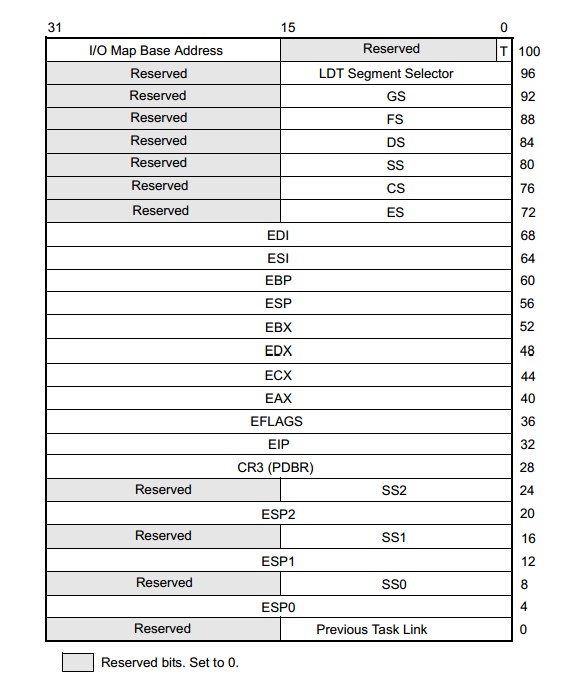 31 15 0
I/O Map Base Address Reserved T 100
Reserved LDT Segment Selector 96
Reserved GS 92
Reserved FS 88
Reserved DS 84
Reserved SS 80
Reserved CS 76
Reserved ES 72
EDI 68
ESI 64
EBP 60
ESP 56
EBX 52
EDX 48
ECX 44
EAX 40
EFLAGS 36
EIP 32
CR3 (PDBR) 28
Reserved SS2 24
ESP2 20
Reserved SS1 16
ESP1 12
Reserved SS0 8
ESP0 4
Reserved Previous Task Link 0
Reserved bits. Set to 0.